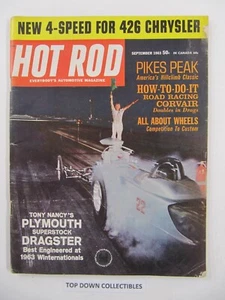 NEW 4-SPEED FOR 426 CHRYSLER
HOT ROD
EVERYBODY'S AUTOMOTIVE MAGAZINE
SEPTEMBER 1963 50c
PIKES PEAK
America's Hillclimb Classic
HOW-TO-DO-IT
ROAD RACING
CORVAIR
Doubles in Drags
ALL ABOUT WHEELS
Competition To Custom
TONY NANCY'S
PLYMOUTH
SUPERSTOCK
DRAGSTER
Best Engineered at
1963 Winternationals
TOP DOWN COLLECTIBLES